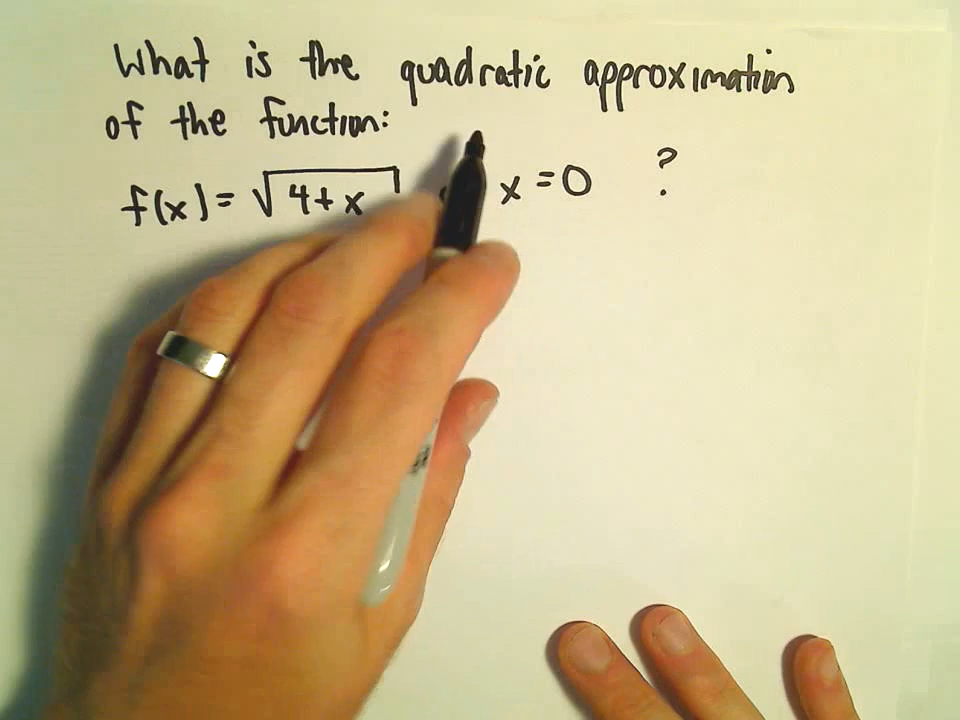 What is the quadratic approximation
of the function:
f(x) = √4+x x = 0 ?